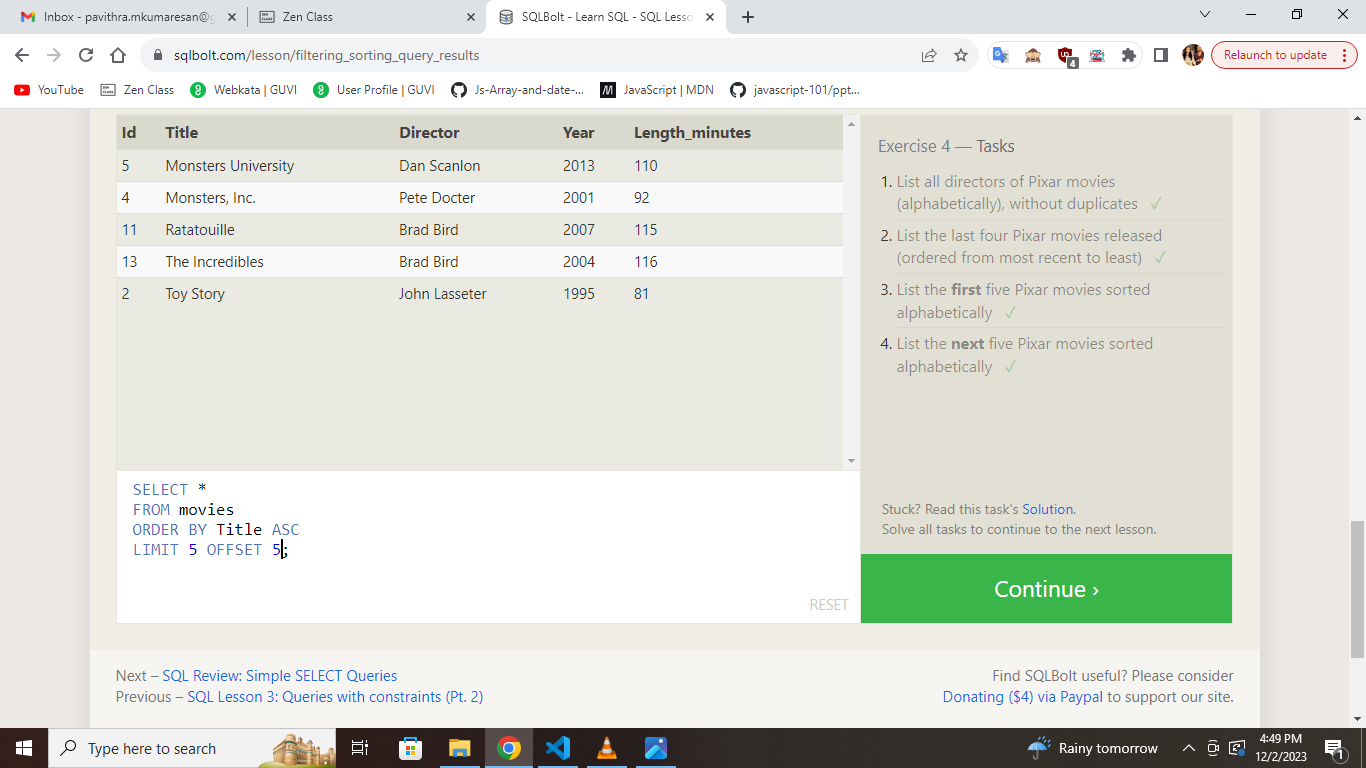 Inbox - pavithra.mkumaresan@g
Zen Class
SQLBolt - Learn SQL - SQL Lesso
sqlbolt.com/lesson/filtering_sorting_query_results
4
Relaunch to update
YouTube
Zen Class
Webkata | GUVI
User Profile | GUVI
Js-Array-and-date-...
JavaScript | MDN
javascript-101/ppt...
Id Title Director Year Length_minutes
5 Monsters University Dan Scanlon 2013 110
4 Monsters, Inc. Pete Docter 2001 92
11 Ratatouille Brad Bird 2007 115
13 The Incredibles Brad Bird 2004 116
2 Toy Story John Lasseter 1995 81
SELECT *
FROM movies
ORDER BY Title ASC
LIMIT 5 OFFSET 5;
RESET
Exercise 4 — Tasks
1. List all directors of Pixar movies
(alphabetically), without duplicates ✓
2. List the last four Pixar movies released
(ordered from most recent to least) ✓
3. List the first five Pixar movies sorted
alphabetically ✓
4. List the next five Pixar movies sorted
alphabetically ✓
Stuck? Read this task's Solution.
Solve all tasks to continue to the next lesson.
Continue ›
Next – SQL Review: Simple SELECT Queries
Previous – SQL Lesson 3: Queries with constraints (Pt. 2)
Find SQLBolt useful? Please consider
Donating ($4) via Paypal to support our site.
Type here to search
Rainy tomorrow
4:49 PM
12/2/2023
1